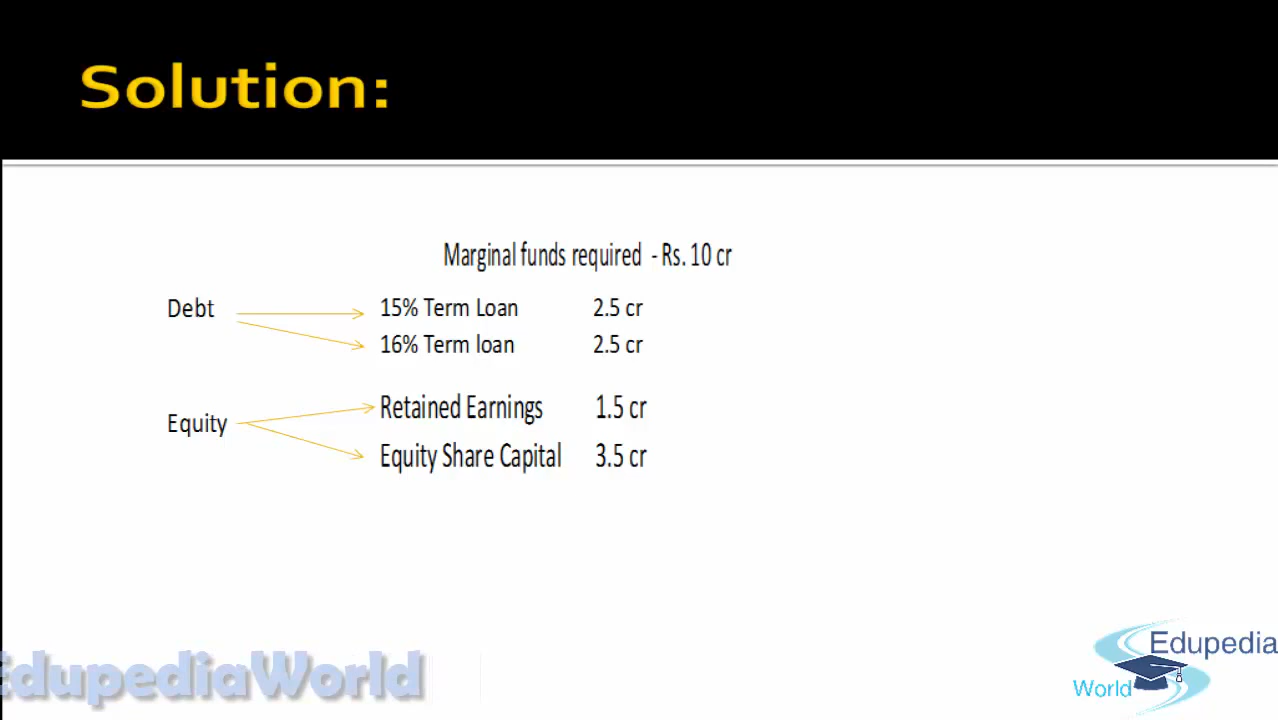 Solution:
Marginal funds required - Rs. 10 cr
Debt 15% Term Loan 2.5 cr
16% Term loan 2.5 cr
Retained Earnings 1.5 cr
Equity
Equity Share Capital 3.5 cr
EdupediaWorld
Edupedia
World